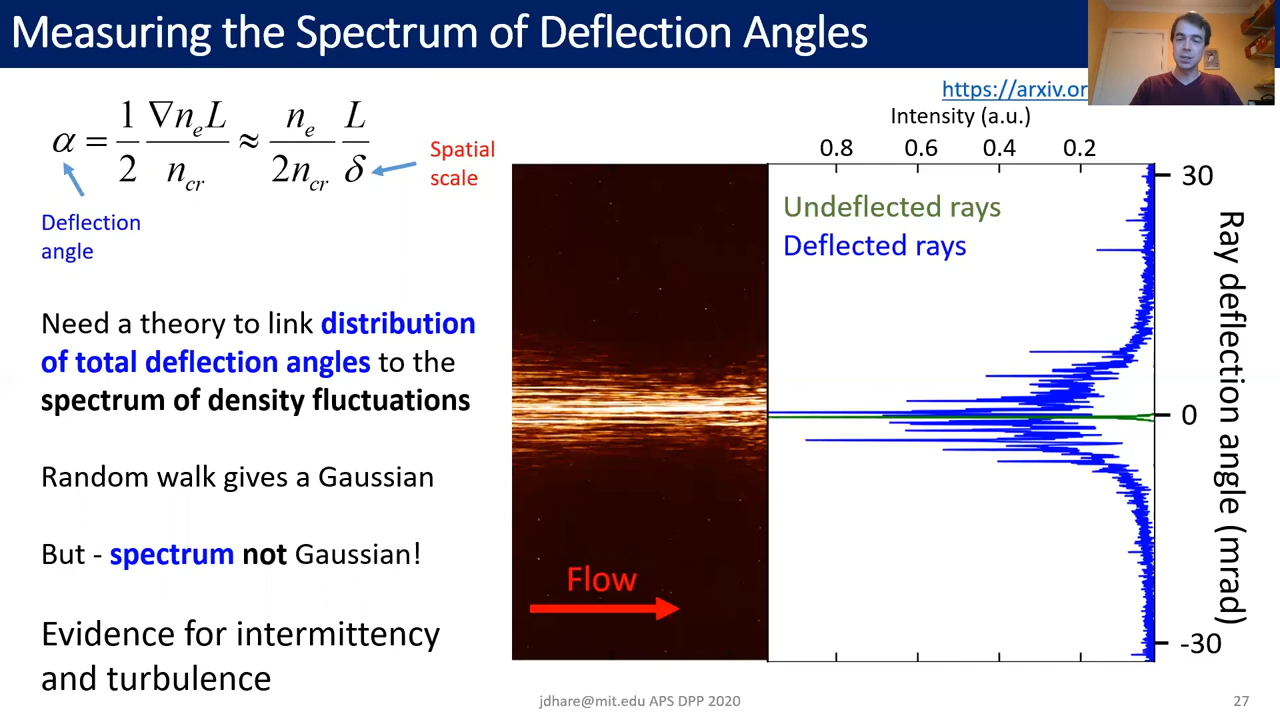 Measuring the Spectrum of Deflection Angles
α = 1/2 ∇nₑL/n_cr ≈ nₑ/2n_cr L/δ
Spatial
scale
Deflection
angle
Need a theory to link distribution
of total deflection angles to the
spectrum of density fluctuations
Random walk gives a Gaussian
But - spectrum not Gaussian!
Evidence for intermittency
and turbulence
https://arxiv.or
Intensity (a.u.)
0.8 0.6 0.4 0.2
Undeflected rays
Deflected rays
Flow
30
0
-30
Ray deflection angle (mrad)
jdhare@mit.edu APS DPP 2020
27